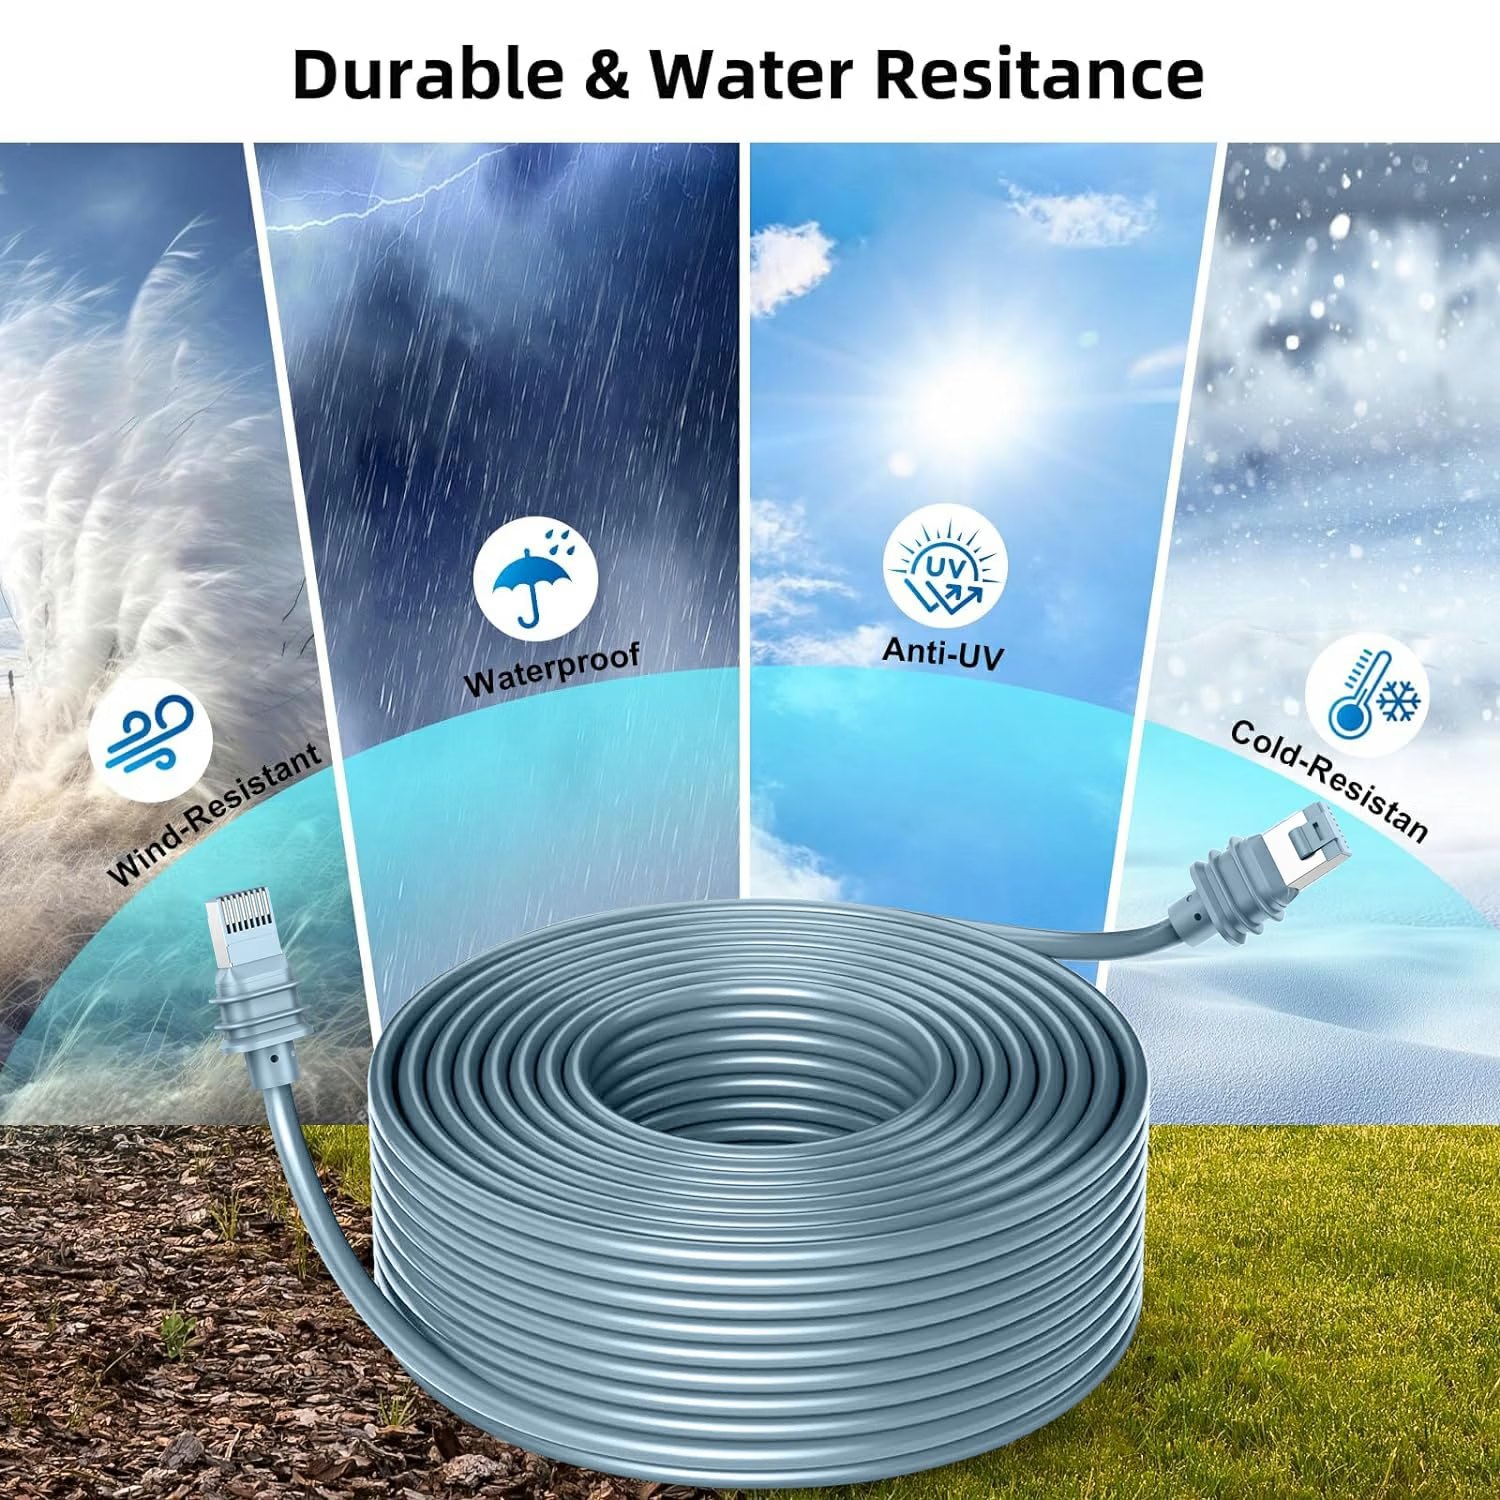 Durable & Water Resitance
Wind-Resistant
Waterproof
UV
Anti-UV
Cold-Resistan